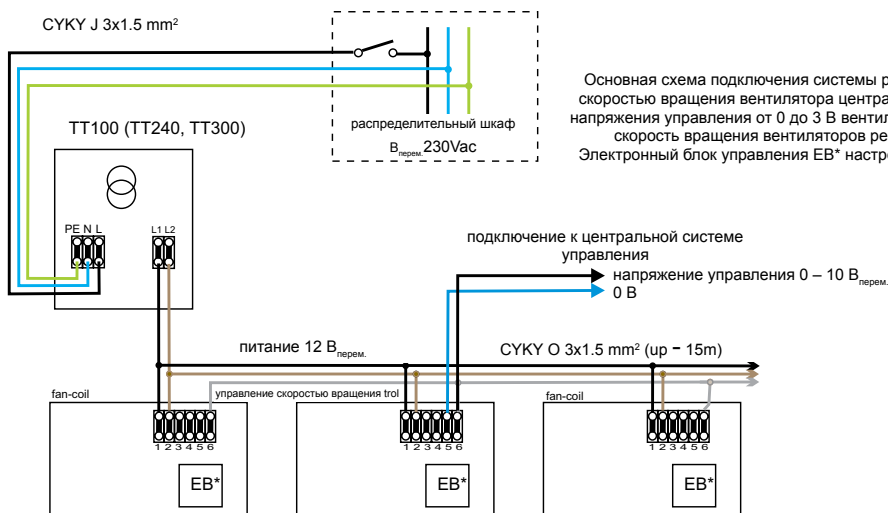 CYKY J 3x1.5 mm²
распределительный шкаф
Вперем.230Vac
Основная схема подключения системы р
скоростью вращения вентилятора центра
напряжения управления от 0 до 3 В вентил
скорость вращения вентиляторов ре
Электронный блок управления EB* настр
TT100 (TT240, TT300)
PE N L
L1 L2
подключение к центральной системе
управления
напряжение управления 0 – 10 Вперем.
0 В
питание 12 Вперем.
CYKY O 3x1.5 mm² (up - 15m)
fan-coil
управление скоростью вращения trol
fan-coil
1 2 3 4 5 6
1 2 3 4 5 6
1 2 3 4 5 6
EB*
EB*
EB*